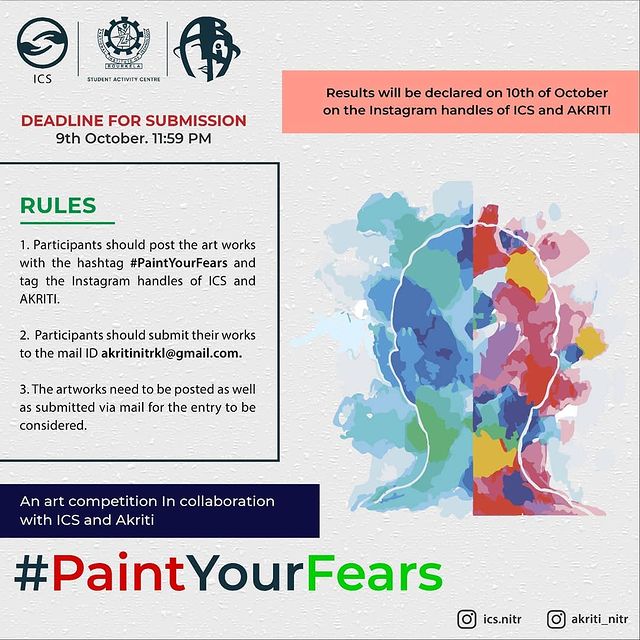 ICS
STUDENT ACTIVITY CENTRE
DEADLINE FOR SUBMISSION
9th October. 11:59 PM
Results will be declared on 10th of October
on the Instagram handles of ICS and AKRITI
RULES
1. Participants should post the art works
with the hashtag #PaintYourFears and
tag the Instagram handles of ICS and
AKRITI.
2. Participants should submit their works
to the mail ID akritinitrkl@gmail.com.
3. The artworks need to be posted as well
as submitted via mail for the entry to be
considered.
An art competition In collaboration
with ICS and Akriti
#PaintYourFears
ics.nitr
akriti_nitr